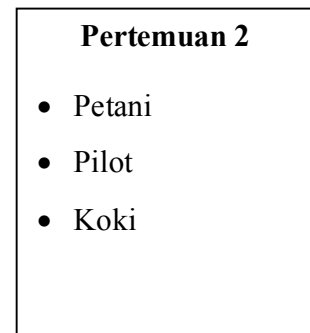 Pertemuan 2
• Petani
• Pilot
• Koki